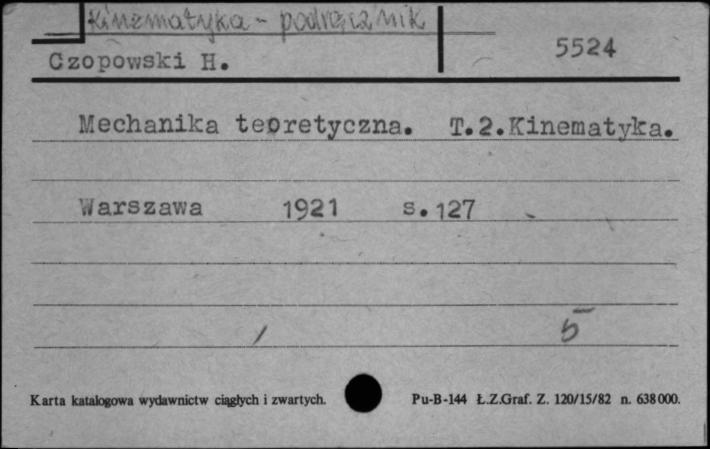 Kinematyka - podręcznik
5524
Czopowski H.
Mechanika teoretyczna. T.2.Kinematyka.
Warszawa 1921 s.127
5
Karta katalogowa wydawnictw ciągłych i zwartych. Pu-B-144 Ł.Z.Graf. Z. 120/15/82 n. 638000.